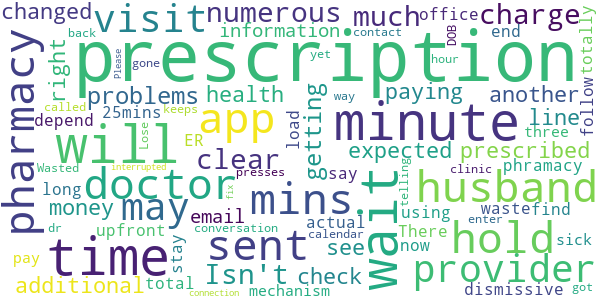 changed visit numerous much office charge
back information Please gone yet contact hour end DOB totally
prescription
pharmacy right problems health getting paying another
25mins called Lose keeps depend ER app load line way three follow
will minute
clear expected prescribed
doctor mins wait say phramacy clinic telling husband
long Wasted interrupted may sent email using waste find
money dr fix presses conversation actual calendar now enter sick
time upfront stay Isn't see There hold
pay total check provider
additional mechanism connection dismissive got